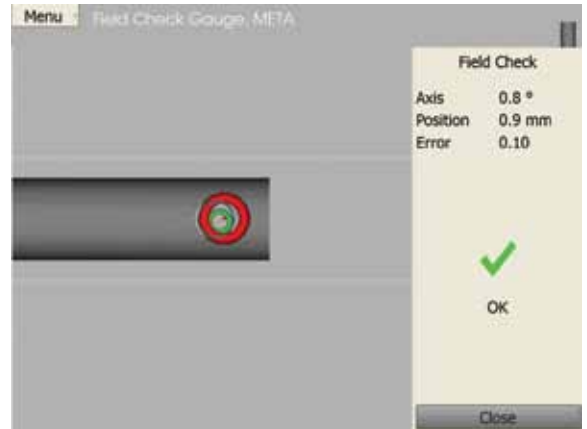 Menu
Field Check Gauge, META
Field Check
Axis 0.8 °
Position 0.9 mm
Error 0.10
OK
Close